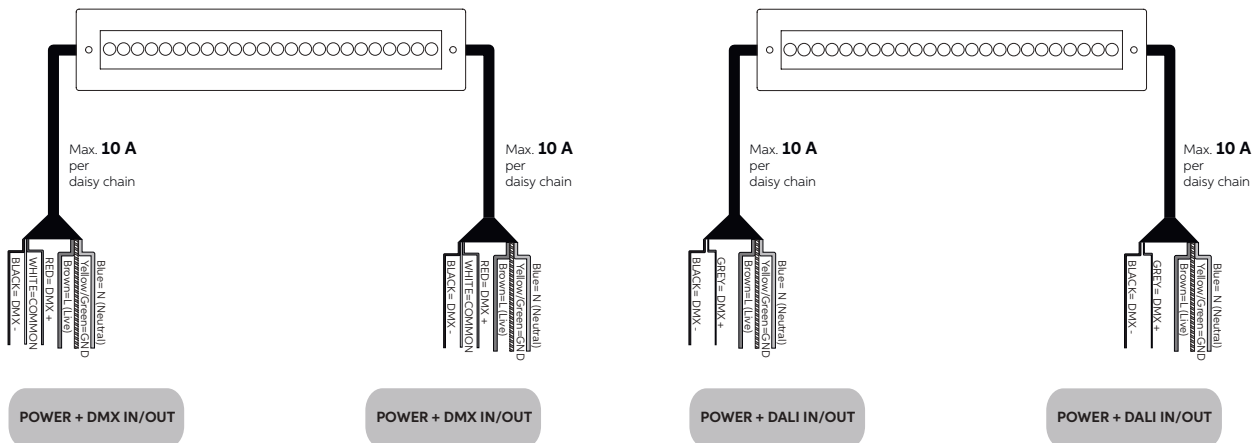 Max. 10 A
per
daisy chain
BLACK= DMX -
WHITE=COMMON
RED= DMX +
Brown=L (Live)
Yellow/Green=GND
Blue= N (Neutral)
POWER + DMX IN/OUT
Max. 10 A
per
daisy chain
BLACK= DMX -
WHITE=COMMON
RED= DMX +
Brown=L (Live)
Yellow/Green=GND
Blue= N (Neutral)
POWER + DMX IN/OUT
Max. 10 A
per
daisy chain
BLACK= DMX -
GREY= DMX +
Brown=L (Live)
Yellow/Green=GND
Blue= N (Neutral)
POWER + DALI IN/OUT
Max. 10 A
per
daisy chain
BLACK= DMX -
GREY= DMX +
Brown=L (Live)
Yellow/Green=GND
Blue= N (Neutral)
POWER + DALI IN/OUT